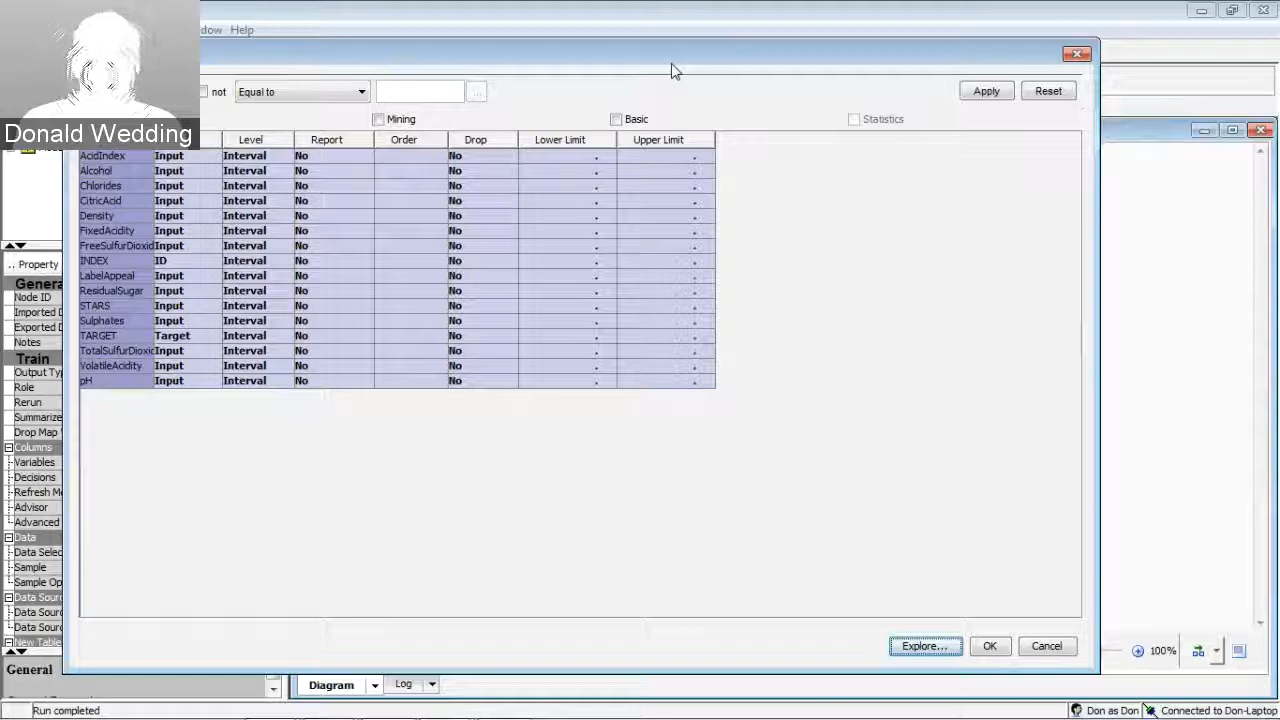 dow Help
Donald Wedding
not Equal to ... Apply Reset
Mining Basic Statistics
Level Report Order Drop Lower Limit Upper Limit
AcidIndex Input Interval No No . .
Alcohol Input Interval No No . .
Chlorides Input Interval No No . .
CitricAcid Input Interval No No . .
Density Input Interval No No . .
FixedAcidity Input Interval No No . .
FreeSulfurDioxid Input Interval No No . .
INDEX ID Interval No No . .
LabelAppeal Input Interval No No . .
ResidualSugar Input Interval No No . .
STARS Input Interval No No . .
Sulphates Input Interval No No . .
TARGET Target Interval No No . .
TotalSulfurDioxid Input Interval No No . .
VolatileAcidity Input Interval No No . .
pH Input Interval No No . .
.. Property
Genera
Node ID
Imported D
Exported D
Notes
Train
Output Typ
Role
Rerun
Summarize
Drop Map
Columns
Variables
Decisions
Refresh Me
Advisor
Advanced
Data
Data Selec
Sample
Sample Op
Data Sourc
Data Sourc
Data Sourc
New Table
General
Explore... OK Cancel
100%
Diagram Log
Run completed
Don as Don Connected to Don-Laptop